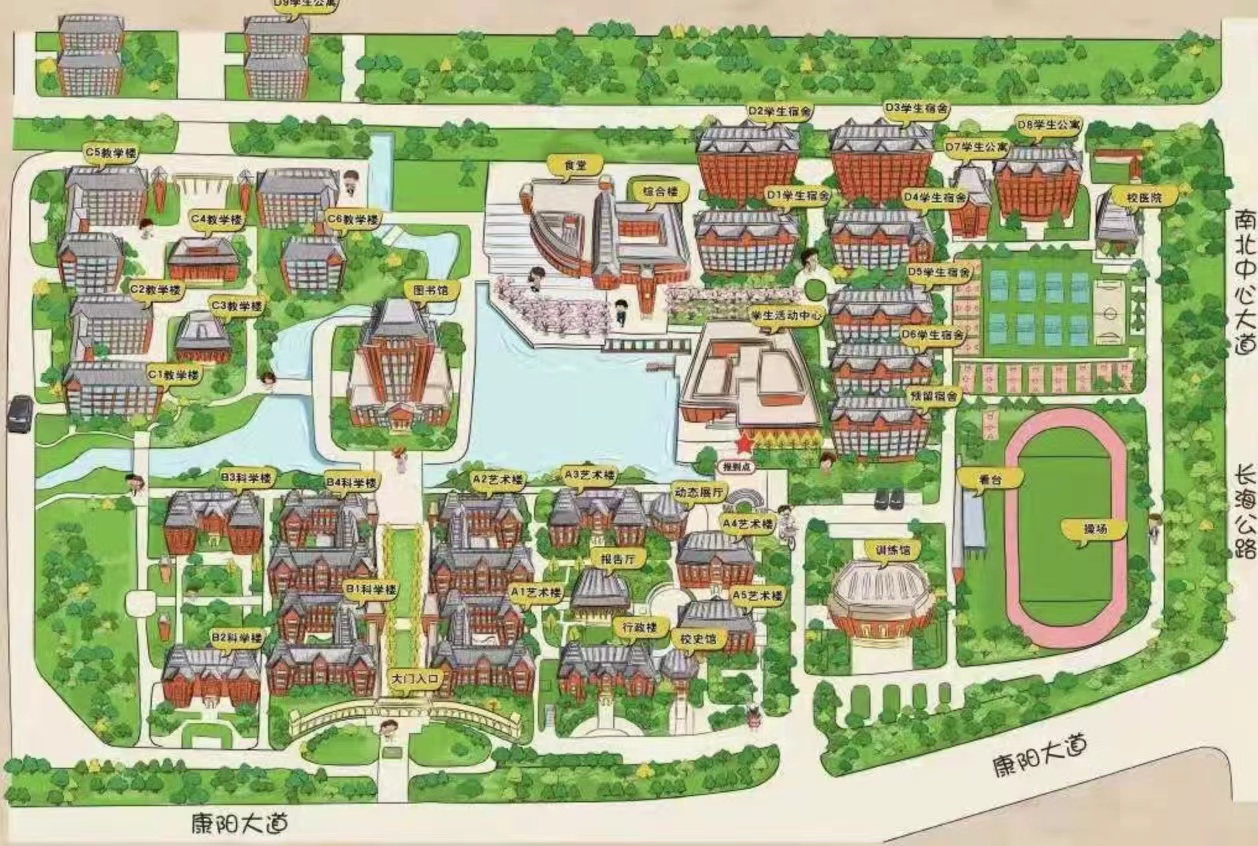 D9学生公寓
D2学生宿舍
D3学生宿舍
D8学生公寓
D7学生公寓
C5教学楼
食堂
综合楼
D1学生宿舍
D4学生宿舍
校医院
C4教学楼
C6教学楼
南北中心大道
D5学生宿舍
C2教学楼
C3教学楼
图书馆
学生活动中心
D6学生宿舍
C1教学楼
预留宿舍
报到点
长海公路
B3科学楼
B4科学楼
A2艺术楼
A3艺术楼
动态展厅
看台
A4艺术楼
操场
报告厅
训练馆
B1科学楼
A1艺术楼
A5艺术楼
B2科学楼
行政楼
校史馆
大门入口
康阳大道
康阳大道